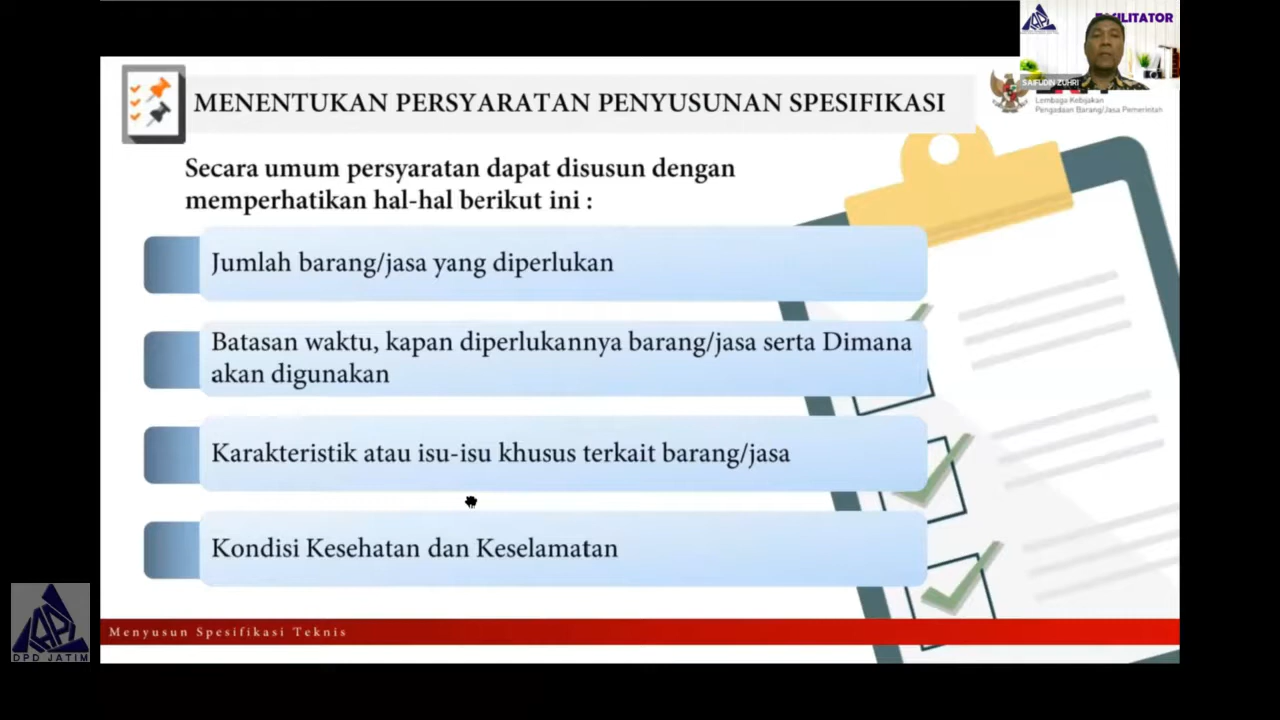 FACILITATOR
SAIFUDIN ZUHRI
MENENTUKAN PERSYARATAN PENYUSUNAN SPESIFIKASI
Lembaga Kebijakan
Pengadaan Barang/Jasa Pemerintah
Secara umum persyaratan dapat disusun dengan
memperhatikan hal-hal berikut ini :
Jumlah barang/jasa yang diperlukan
Batasan waktu, kapan diperlukannya barang/jasa serta Dimana
akan digunakan
Karakteristik atau isu-isu khusus terkait barang/jasa
Kondisi Kesehatan dan Keselamatan
Menyusun Spesifikasi Teknis
DPD JATIM